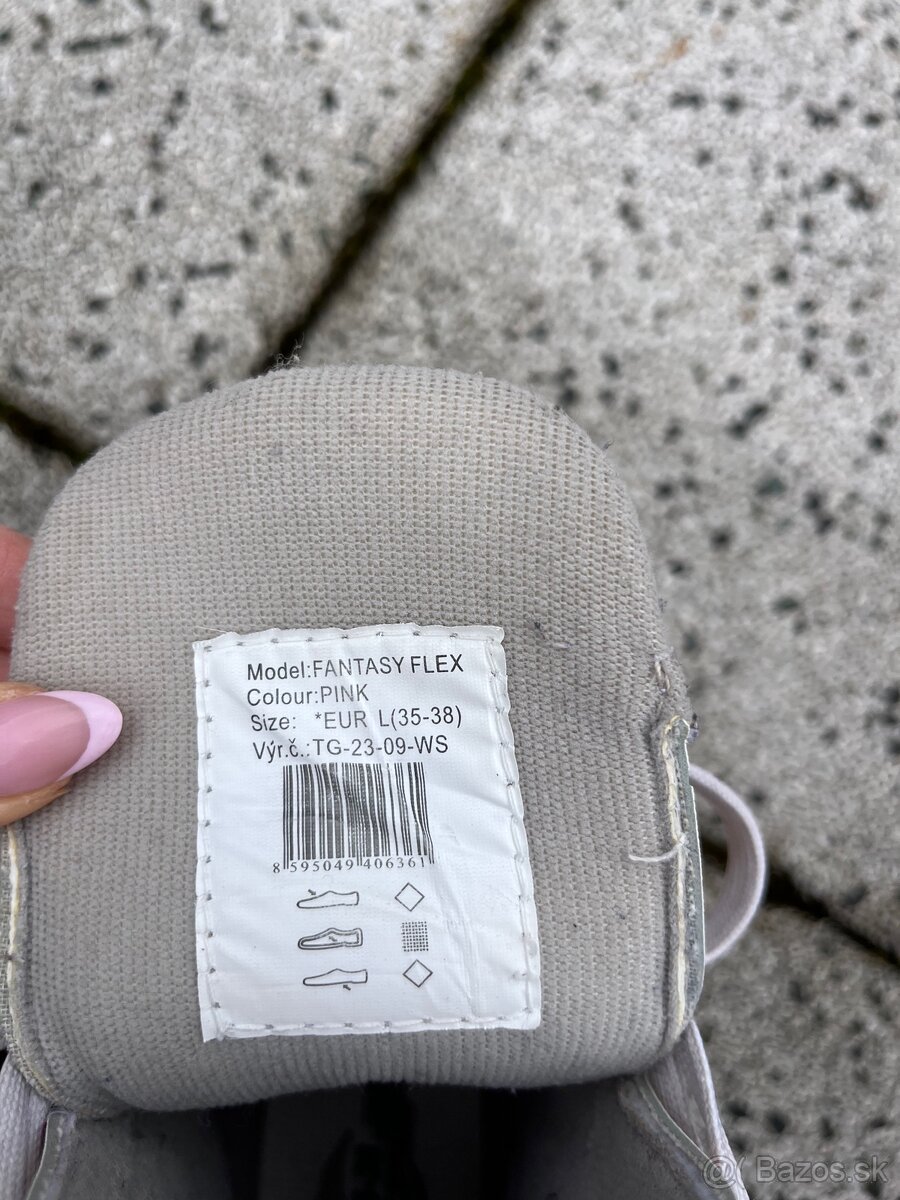 Model:FANTASY FLEX
Colour:PINK
Size: *EUR L(35-38)
Výr.č.:TG-23-09-WS
8 595049 406361
@( Bazos.sk